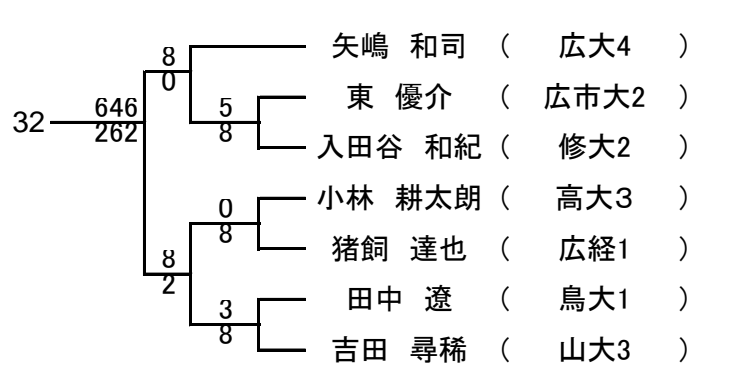 8 矢嶋 和司 ( 広大4 )
0
646 5 東 優介 ( 広市大2 )
32
262 8 入田谷 和紀 ( 修大2 )
0 小林 耕太朗 ( 高大3 )
8 8 猪飼 達也 ( 広経1 )
2 3 田中 遼 ( 鳥大1 )
8 吉田 尋稀 ( 山大3 )